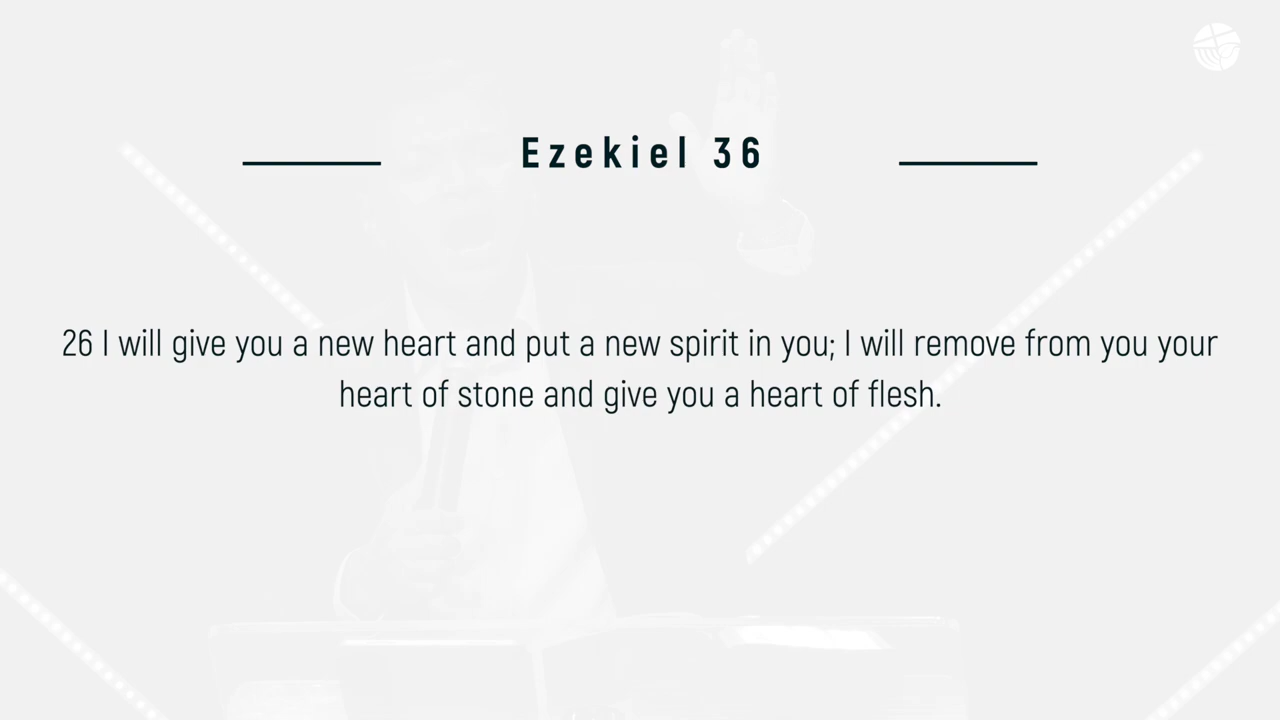 Ezekiel 36
26 I will give you a new heart and put a new spirit in you; I will remove from you your
heart of stone and give you a heart of flesh.